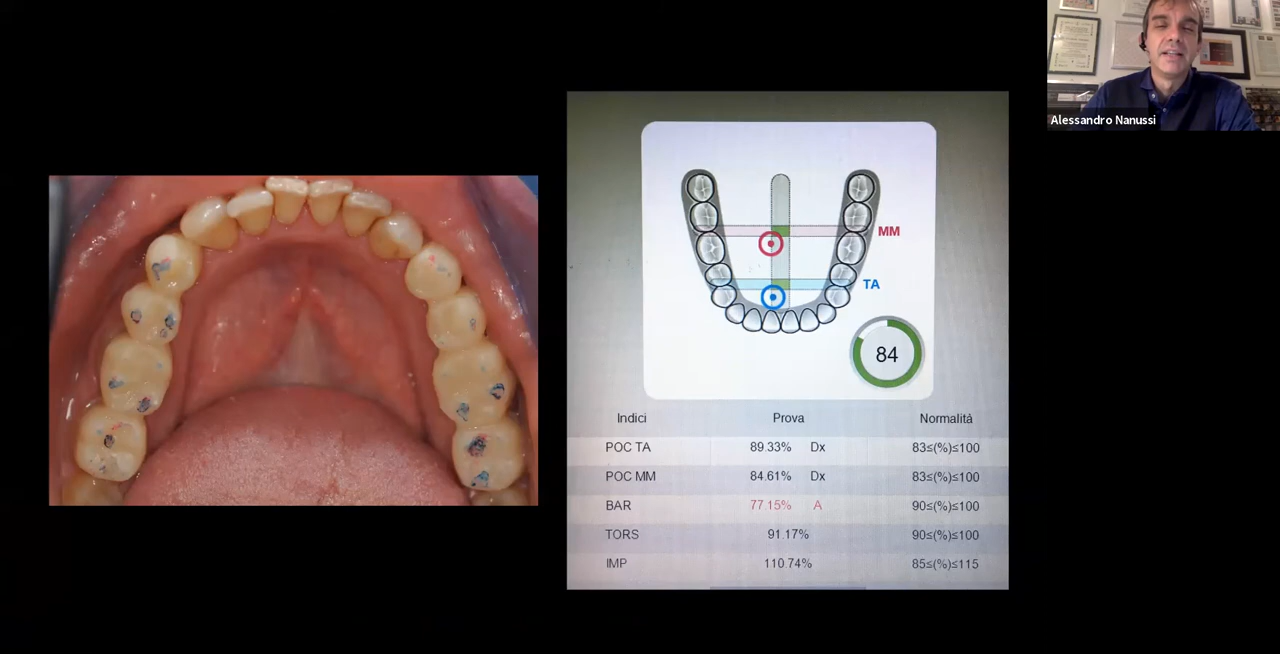 Alessandro Nanussi
MM
TA
84
Indici Prova Normalità
POC TA 89.33% Dx 83≤(%)≤100
POC MM 84.61% Dx 83≤(%)≤100
BAR 77.15% A 90≤(%)≤100
TORS 91.17% 90≤(%)≤100
IMP 110.74% 85≤(%)≤115